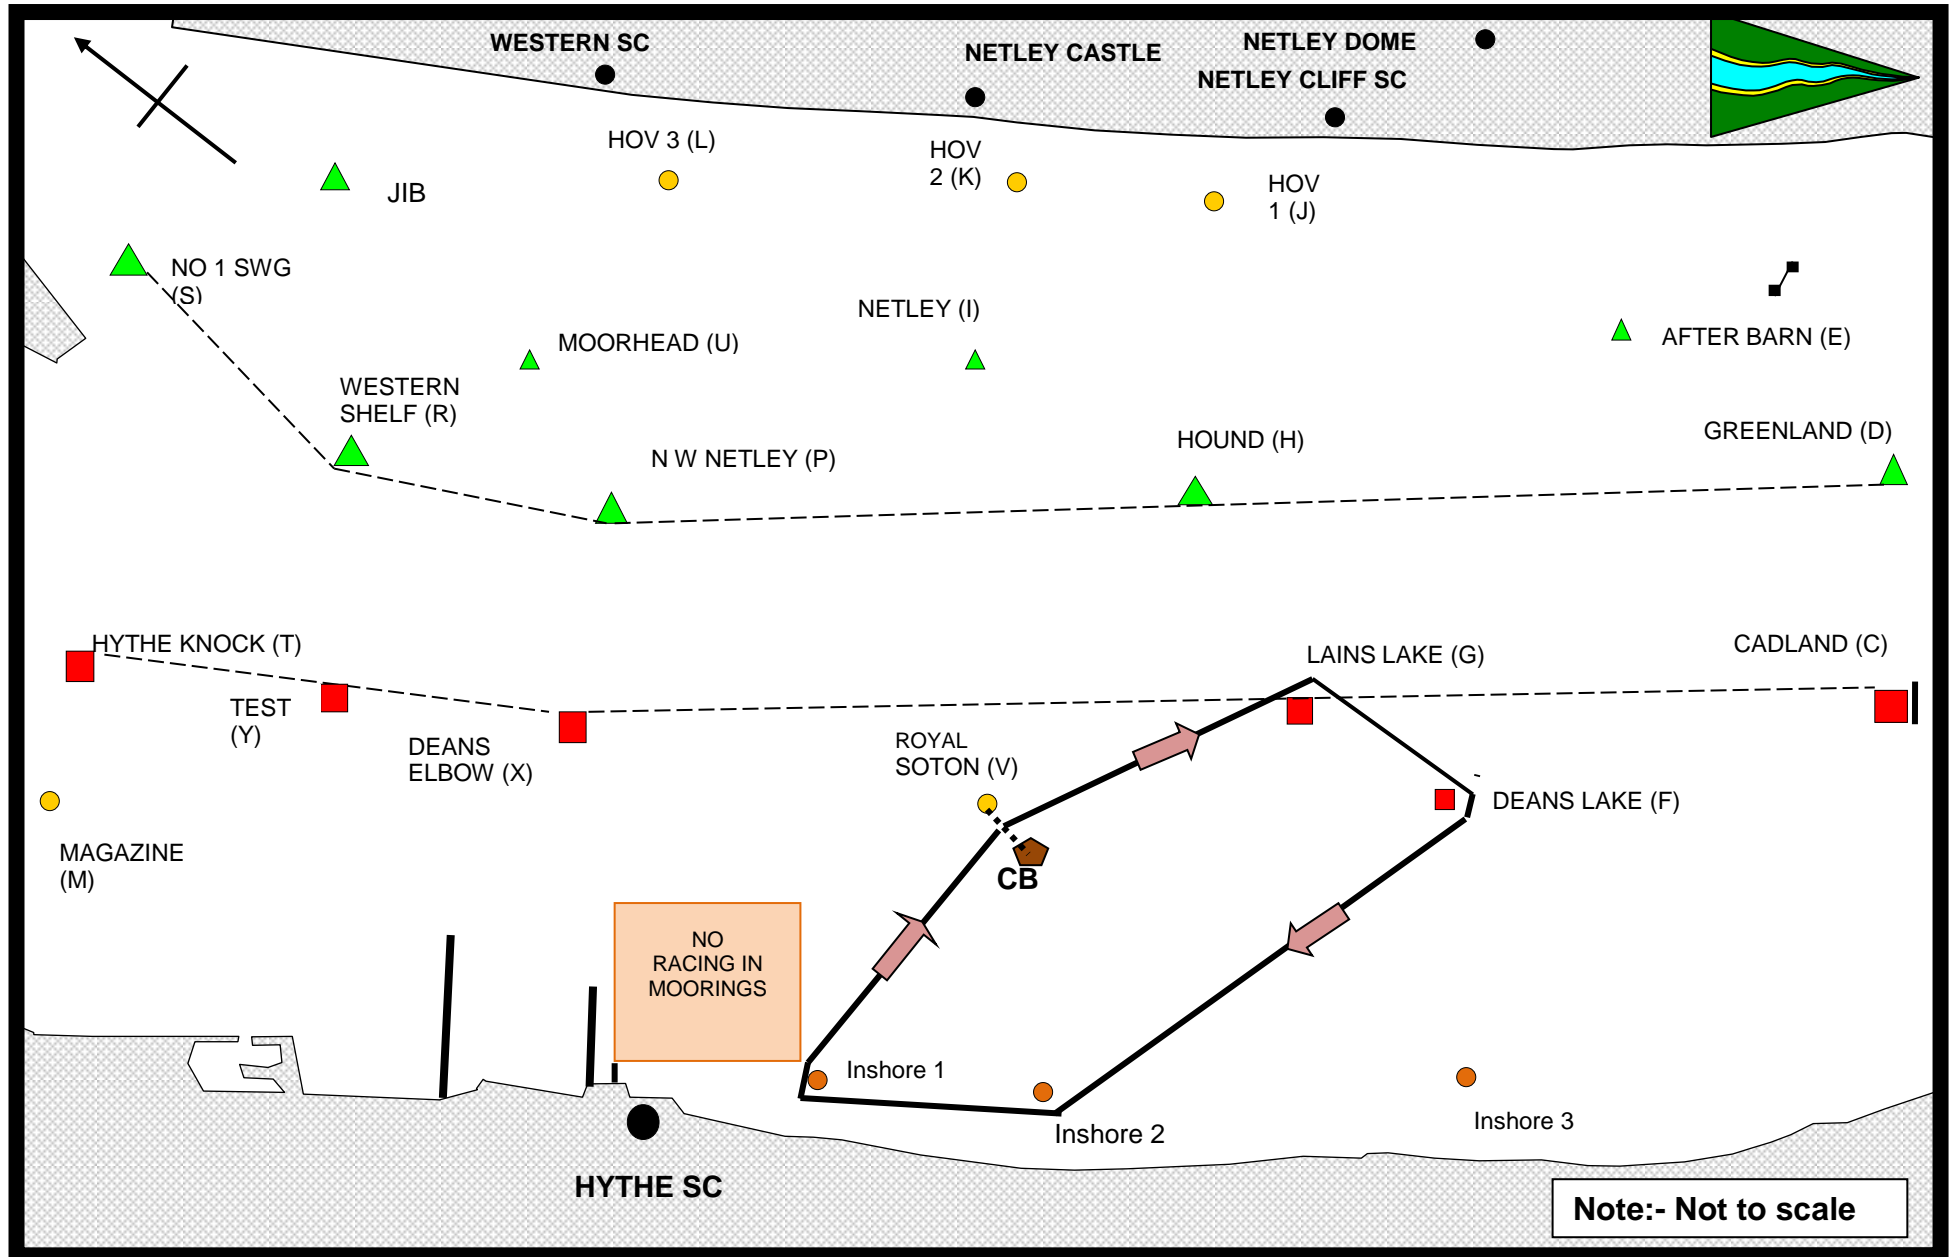 WESTERN SC
NETLEY CASTLE
NETLEY DOME
NETLEY CLIFF SC
HOV 3 (L)
HOV
2 (K)
HOV
1 (J)
JIB
NO 1 SWG
(S)
MOORHEAD (U)
NETLEY (I)
AFTER BARN (E)
WESTERN
SHELF (R)
N W NETLEY (P)
HOUND (H)
GREENLAND (D)
HYTHE KNOCK (T)
LAINS LAKE (G)
CADLAND (C)
TEST
(Y)
DEANS
ELBOW (X)
ROYAL
SOTON (V)
DEANS LAKE (F)
MAGAZINE
(M)
CB
NO
RACING IN
MOORINGS
Inshore 1
Inshore 2
Inshore 3
HYTHE SC
Note:- Not to scale